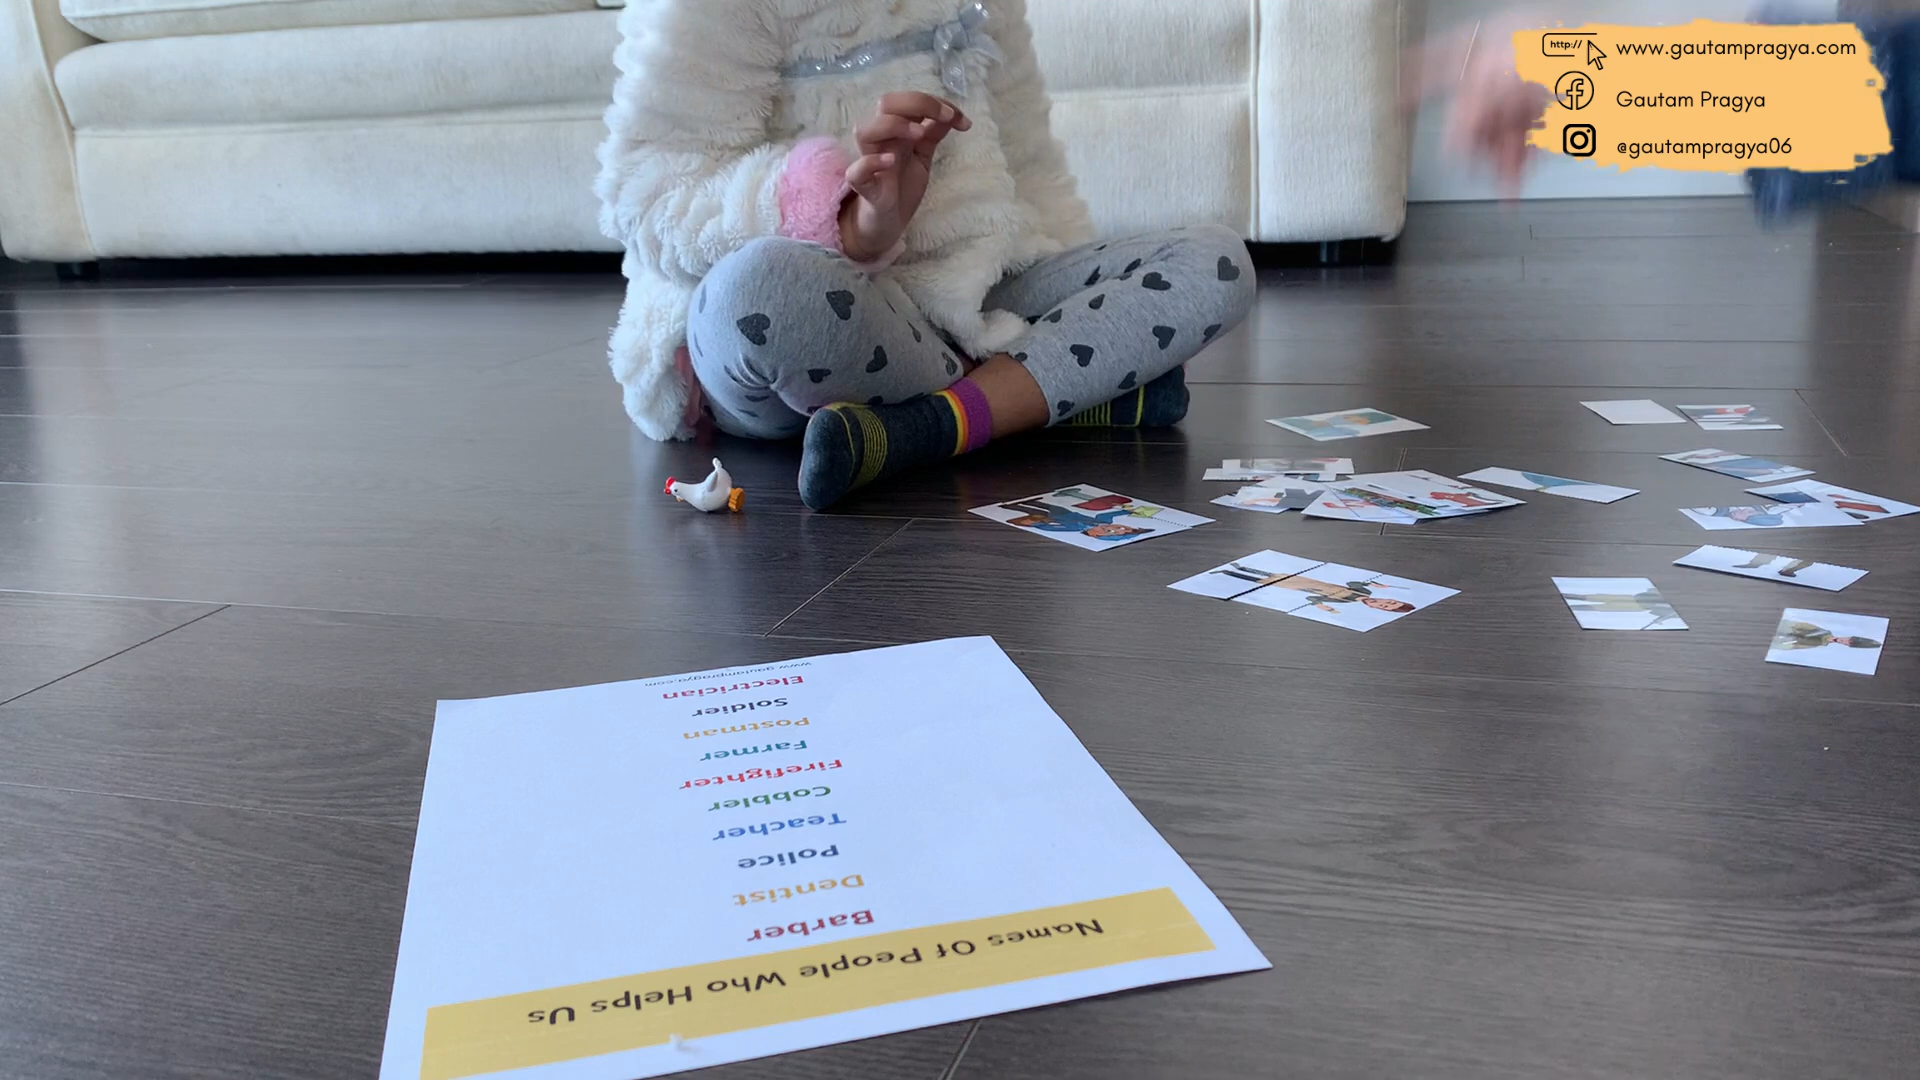 http://
www.gautampragya.com
Gautam Pragya
@gautampragya06
Names Of People Who Helps Us
Barber
Dentist
Police
Teacher
Cobbler
Firefighter
Farmer
Postman
Soldier
Electrician
www.gautampragya.com